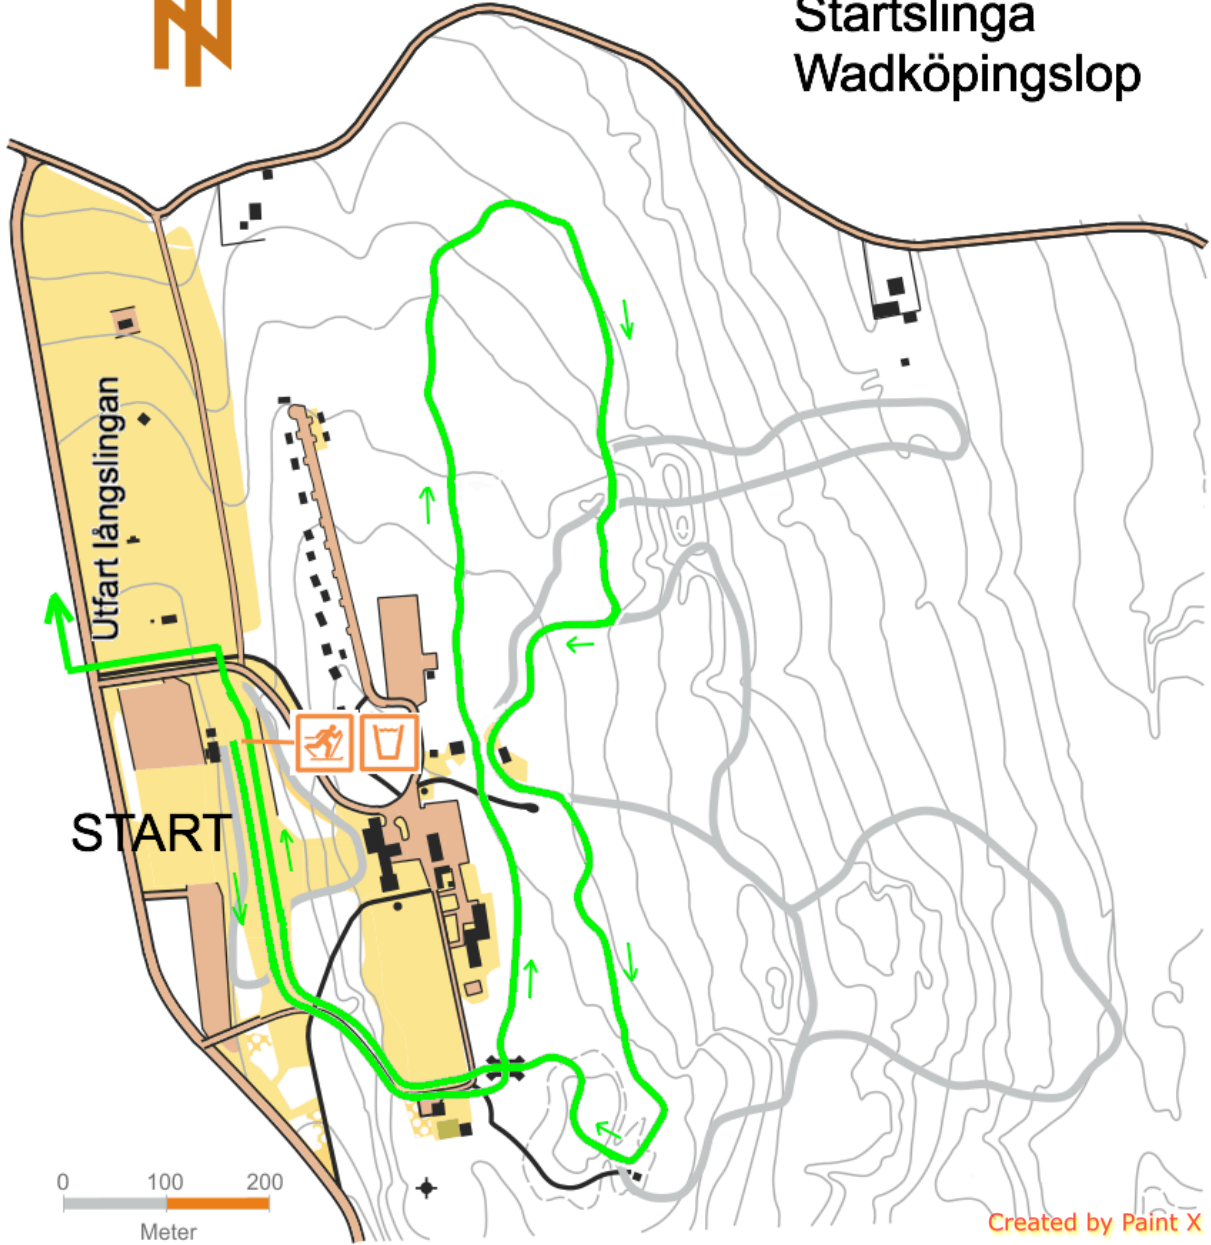 Startslinga
Wadköpingslop
Utfart långslingan
START
0 100 200
Meter
Created by Paint X